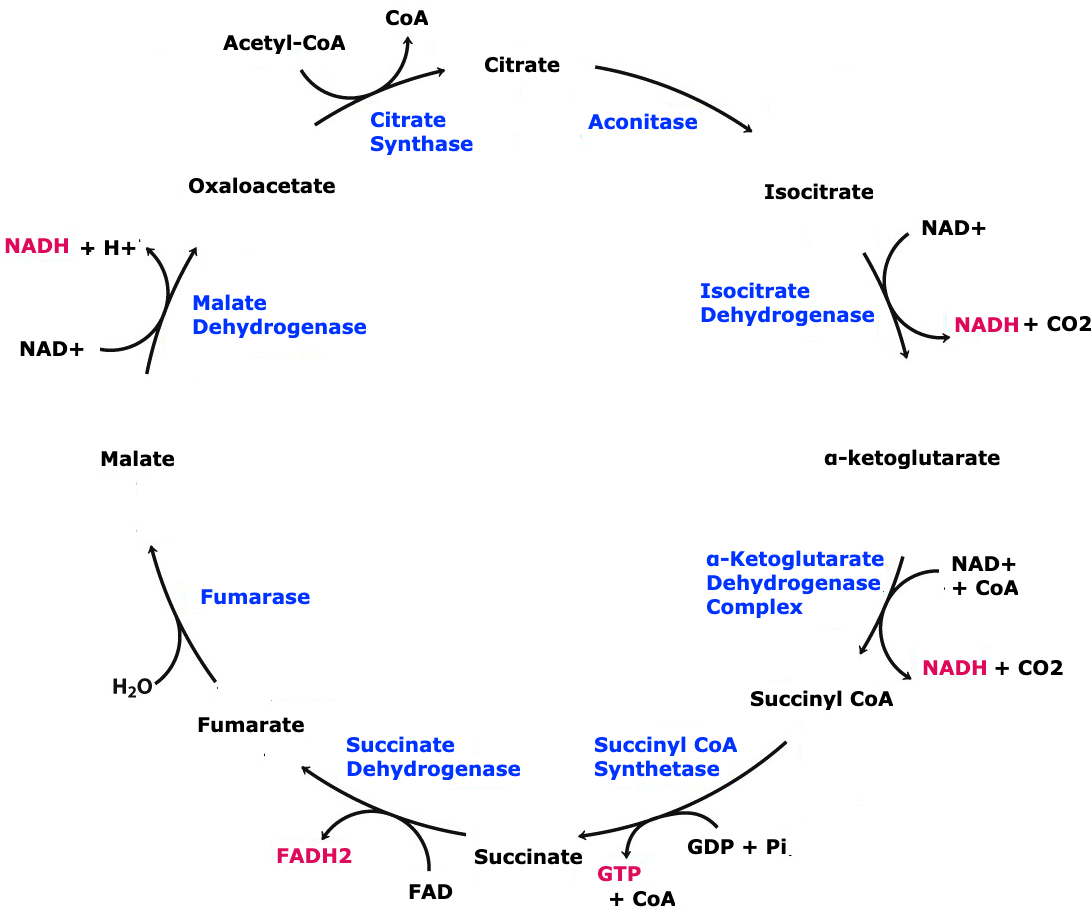 CoA
Acetyl-CoA
Citrate
Citrate
Synthase
Aconitase
Oxaloacetate
Isocitrate
NAD+
NADH + H+
Malate
Dehydrogenase
Isocitrate
Dehydrogenase
NADH + CO2
NAD+
Malate
α-ketoglutarate
α-Ketoglutarate
Dehydrogenase
Complex
NAD+
+ CoA
Fumarase
NADH + CO2
H₂O
Succinyl CoA
Fumarate
Succinate
Dehydrogenase
Succinyl CoA
Synthetase
GDP + Pi
FADH2
Succinate
GTP
+ CoA
FAD